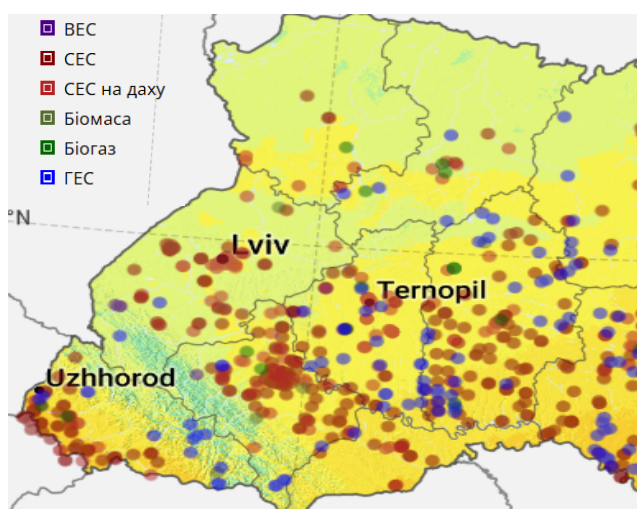 ВЕС
СЕС
СЕС на даху
Біомаса
Біогаз
ГЕС
°N
Lviv
Ternopil
Uzhhorod